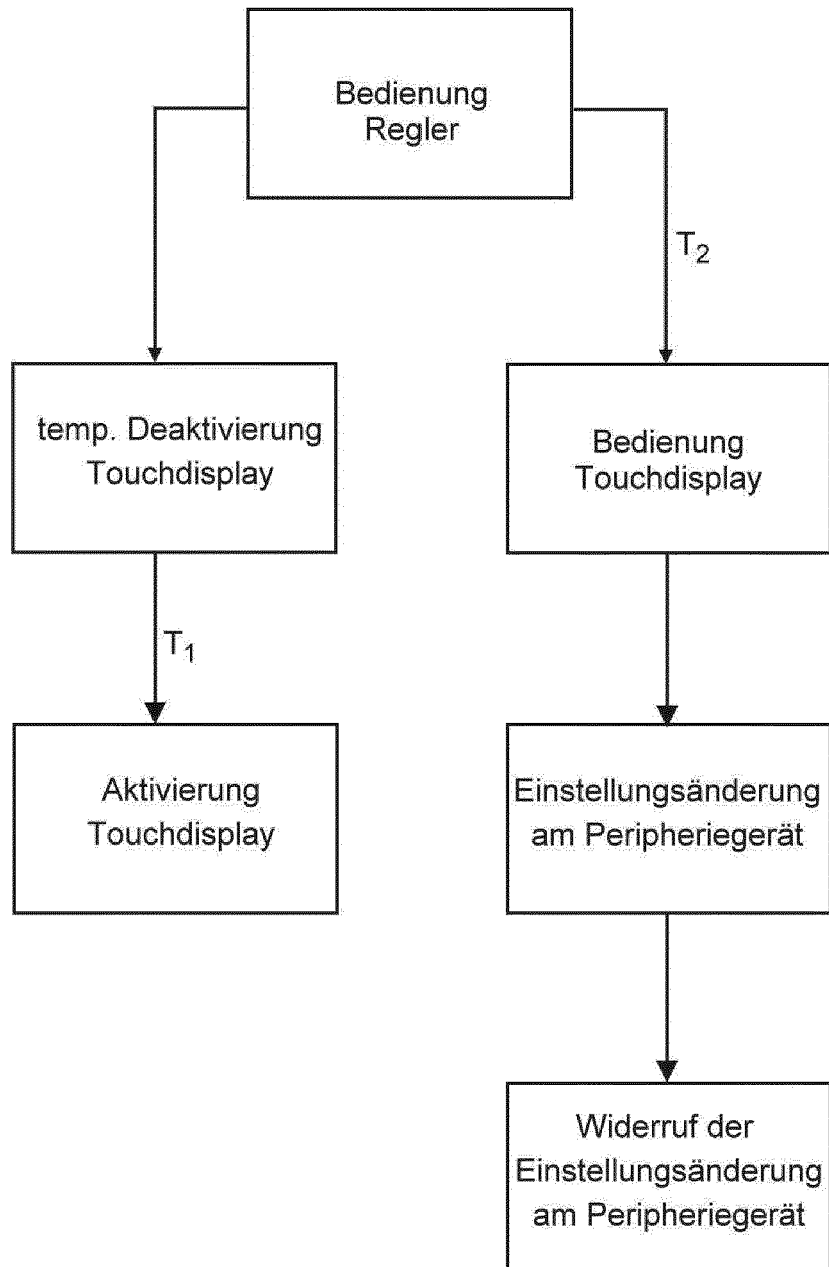 Bedienung
Regler
T₂
temp. Deaktivierung
Touchdisplay
Bedienung
Touchdisplay
T₁
Aktivierung
Touchdisplay
Einstellungsänderung
am Peripheriegerät
Widerruf der
Einstellungsänderung
am Peripheriegerät